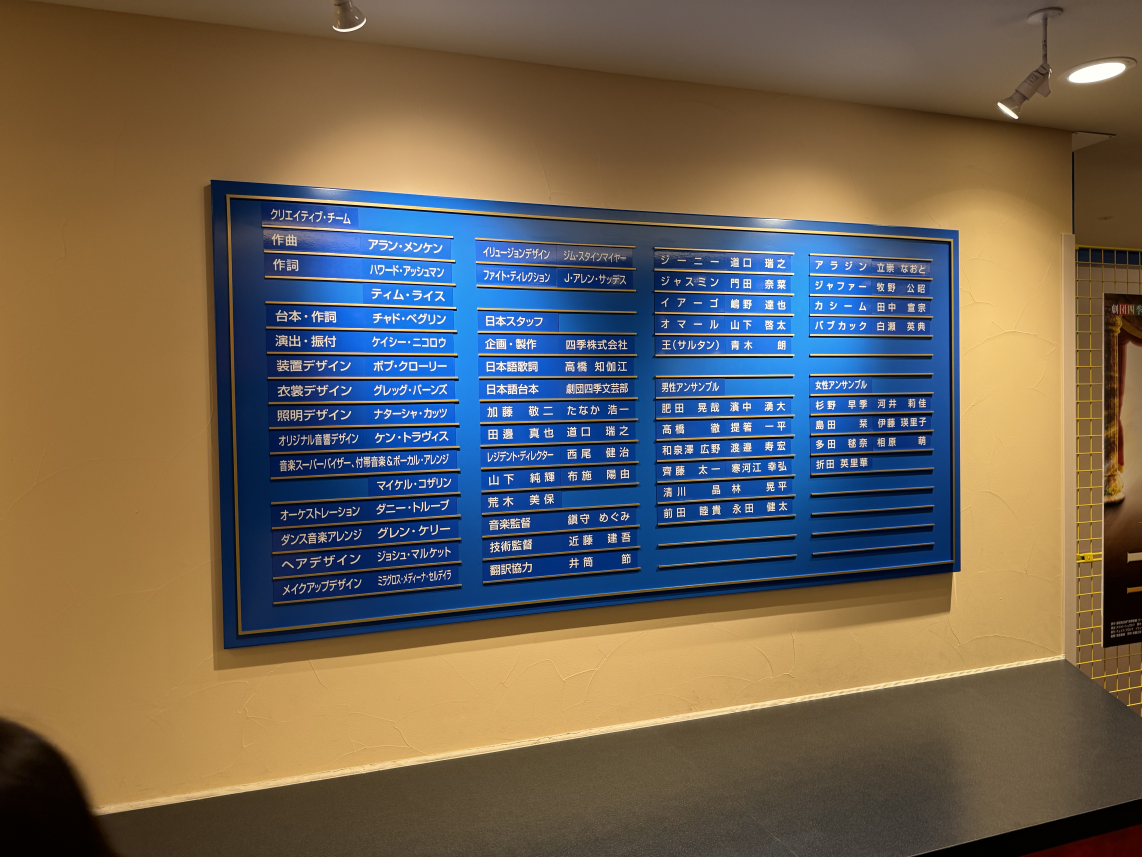 クリエイティブ・チーム
作曲 アラン・メンケン
作詞 ハワード・アッシュマン
ティム・ライス
台本・作詞 チャド・ベグリン
演出・振付 ケイシー・ニコロウ
装置デザイン ボブ・クローリー
衣裳デザイン グレッグ・バーンズ
照明デザイン ナターシャ・カッツ
オリジナル音響デザイン ケン・トラヴィス
音楽スーパーバイザー、付帯音楽&ボーカル・アレンジ
マイケル・コザリン
オーケストレーション ダニー・トループ
ダンス音楽アレンジ グレン・ケリー
ヘアデザイン ジョシュ・マルケット
メイクアップデザイン ミラグロス・メディーナ・セルデイラ
イリュージョンデザイン ジム・スタインマイヤー
ファイト・ディレクション J・アレン・サッデス
日本スタッフ
企画・製作 四季株式会社
日本語歌詞 高橋 知伽江
日本語台本 劇団四季文芸部
加藤 敬二 たなか 浩一
田邊 真也 道口 瑞之
レジデント・ディレクター 西尾 健治
山下 純輝 布施 陽由
荒木 美保
音楽監督 鎮守 めぐみ
技術監督 近藤 建吾
翻訳協力 井筒 節
ジーニー 道口 瑞之
ジャスミン 門田 奈菜
イアーゴ 嶋野 達也
オマール 山下 啓太
王(サルタン) 青木 朗
男性アンサンブル
肥田 晃哉 濱中 湧大
高橋 徹 提箸 一平
和泉澤 広野 渡邉 寿宏
齊藤 太一 寒河江 幸弘
清川 晶 林 晃平
前田 睦貴 永田 健太
アラジン 立崇 なおと
ジャファー 牧野 公昭
カシーム 田中 宣宗
バブカック 白瀬 英典
女性アンサンブル
杉野 早季 河井 莉佳
島田 栞 伊藤 瑛里子
多田 毬奈 相原 萌
折田 英里華
劇団四季